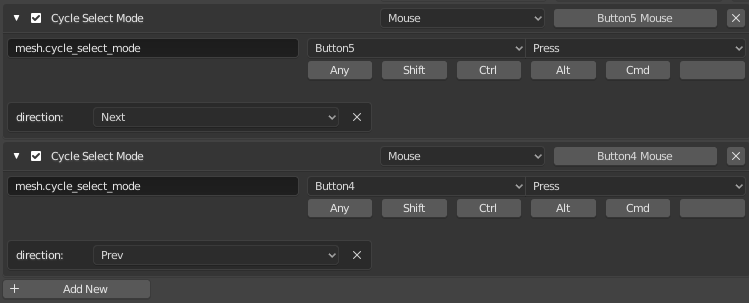 Cycle Select Mode Mouse Button5 Mouse
mesh.cycle_select_mode Button5 Press
Any Shift Ctrl Alt Cmd
direction: Next
Cycle Select Mode Mouse Button4 Mouse
mesh.cycle_select_mode Button4 Press
Any Shift Ctrl Alt Cmd
direction: Prev
Add New